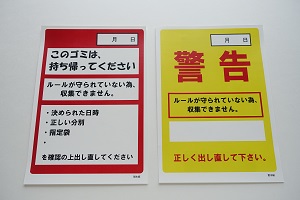 月 日
このゴミは、
持ち帰ってください
ルールが守られていない為、
収集できません。
・決められた日時
・正しい分別
・指定袋
・
を確認の上出し直してください
月 日
警告
ルールが守られていない為、
収集できません。
正しく出し直して下さい。